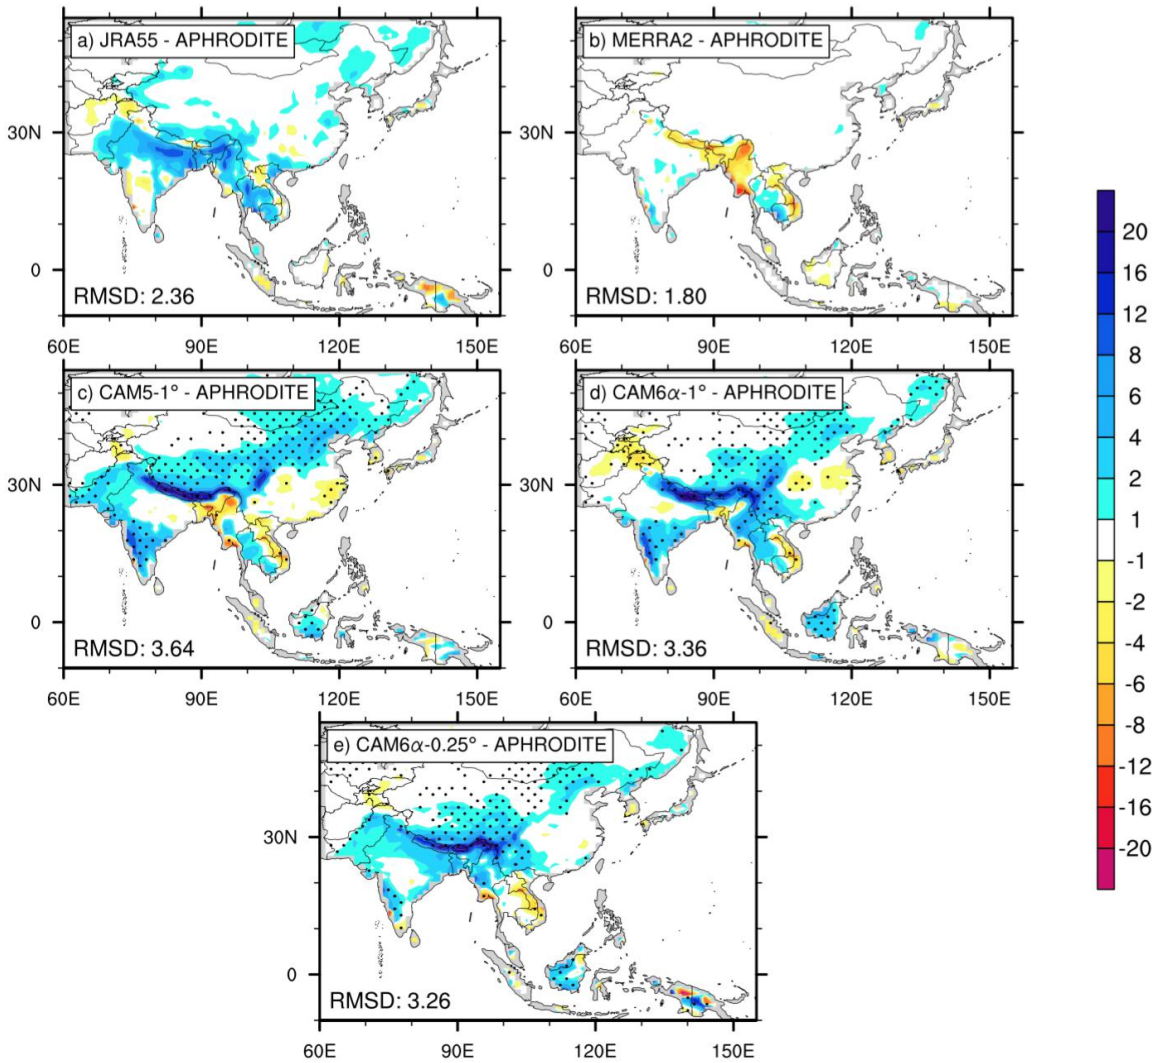 a) JRA55 - APHRODITE
b) MERRA2 - APHRODITE
30N
30N
0
0
RMSD: 2.36
RMSD: 1.80
60E 90E 120E 150E
60E 90E 120E 150E
c) CAM5-1° - APHRODITE
d) CAM6α-1° - APHRODITE
30N
30N
0
0
RMSD: 3.64
RMSD: 3.36
60E 90E 120E 150E
60E 90E 120E 150E
e) CAM6α-0.25° - APHRODITE
30N
0
RMSD: 3.26
60E 90E 120E 150E
20
16
12
8
6
4
2
1
-1
-2
-4
-6
-8
-12
-16
-20